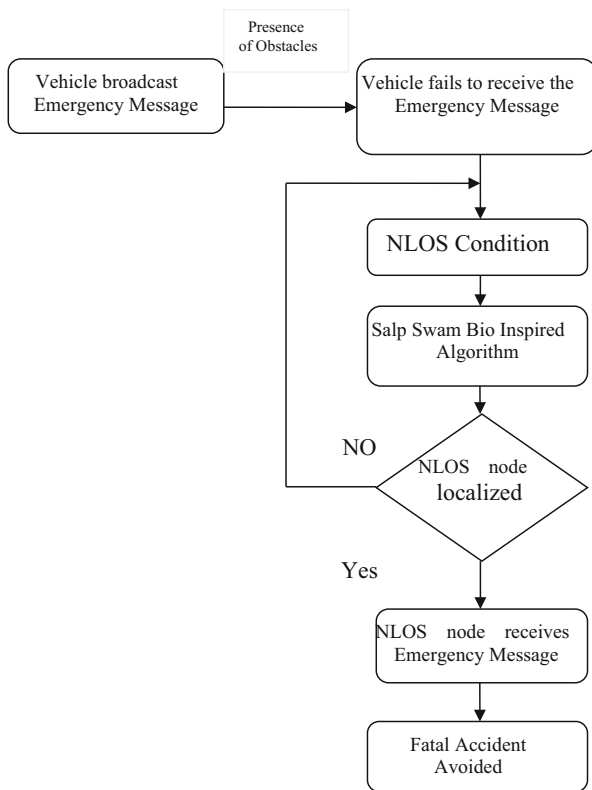 Presence
of Obstacles
Vehicle broadcast
Emergency Message
Vehicle fails to receive the
Emergency Message
NLOS Condition
Salp Swam Bio Inspired
Algorithm
NO
NLOS node
localized
Yes
NLOS node receives
Emergency Message
Fatal Accident
Avoided